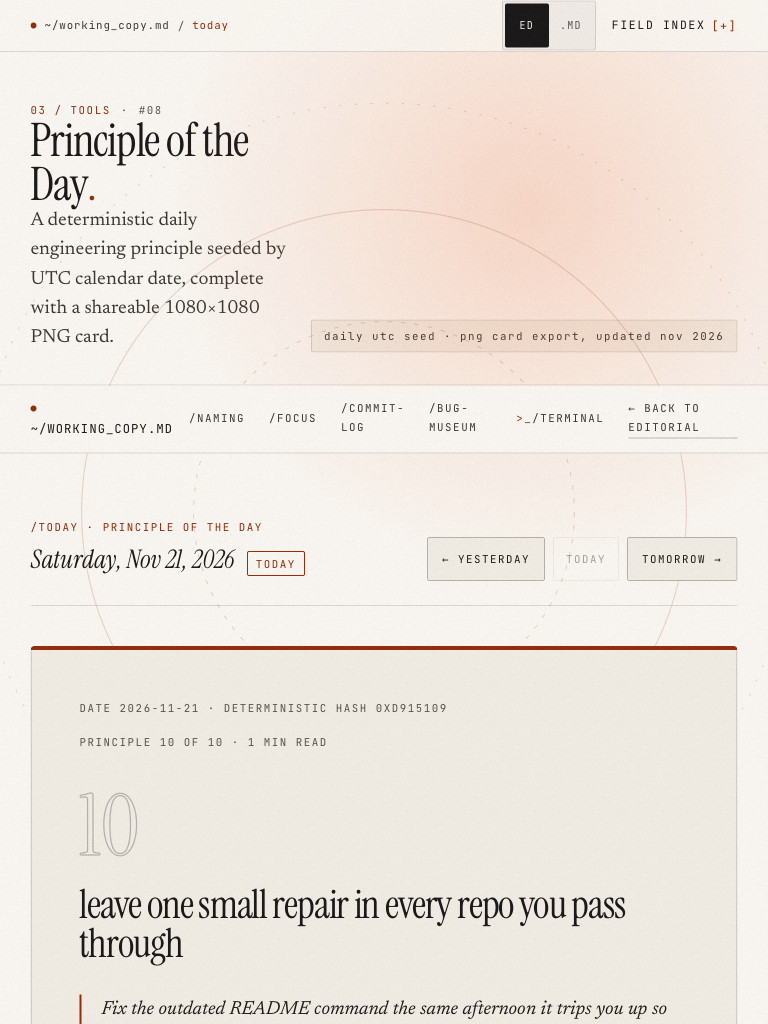 ~/working_copy.md / today
ED .MD FIELD INDEX [+]
03 / TOOLS · #08
Principle of the
Day.
A deterministic daily
engineering principle seeded by
UTC calendar date, complete
with a shareable 1080×1080
PNG card.
daily utc seed · png card export, updated nov 2026
~/WORKING_COPY.MD
/NAMING
/FOCUS
/COMMIT-
LOG
/BUG-
MUSEUM
>_/TERMINAL
← BACK TO
EDITORIAL
/TODAY · PRINCIPLE OF THE DAY
Saturday, Nov 21, 2026 TODAY
← YESTERDAY TODAY TOMORROW →
DATE 2026-11-21 · DETERMINISTIC HASH 0XD915109
PRINCIPLE 10 OF 10 · 1 MIN READ
10
leave one small repair in every repo you pass
through
Fix the outdated README command the same afternoon it trips you up so